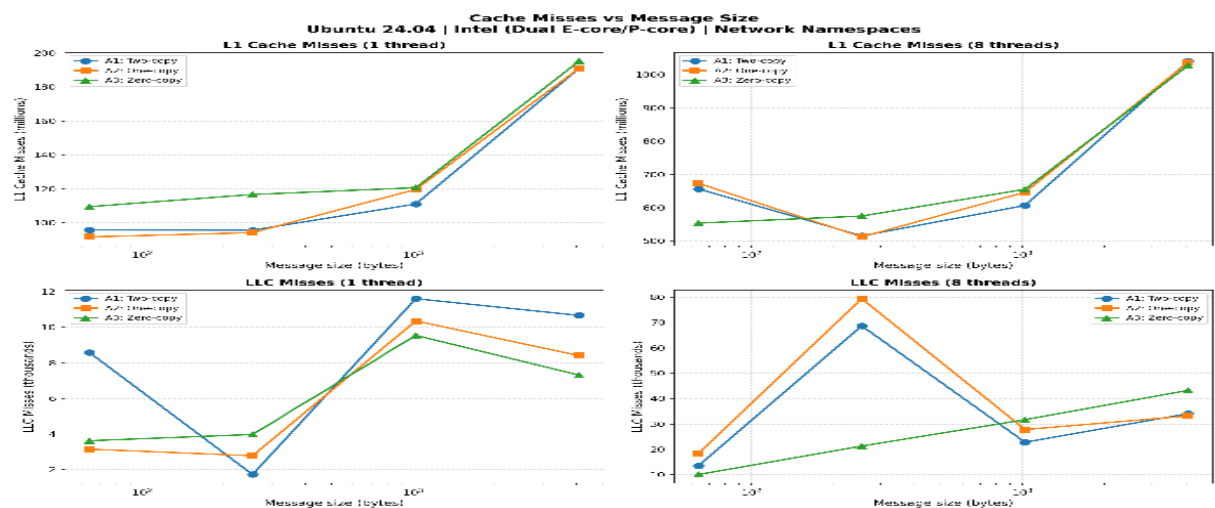 Cache Misses vs Message Size
Ubuntu 24.04 | Intel (Dual E-core/P-core) | Network Namespaces
L1 Cache Misses (1 thread)
L1 Cache Misses (millions)
200
180
160
140
120
100
A1: Two-copy
A2: One-copy
A3: Zero-copy
10²
10³
Message size (bytes)
L1 Cache Misses (8 threads)
L1 Cache Misses (millions)
1000
900
800
700
600
500
A1: Two-copy
A2: One-copy
A3: Zero-copy
10²
10³
Message size (bytes)
LLC Misses (1 thread)
LLC Misses (thousands)
12
10
8
6
4
2
A1: Two-copy
A2: One-copy
A3: Zero-copy
10²
10³
Message size (bytes)
LLC Misses (8 threads)
LLC Misses (thousands)
80
70
60
50
40
30
20
10
A1: Two-copy
A2: One-copy
A3: Zero-copy
10²
10³
Message size (bytes)